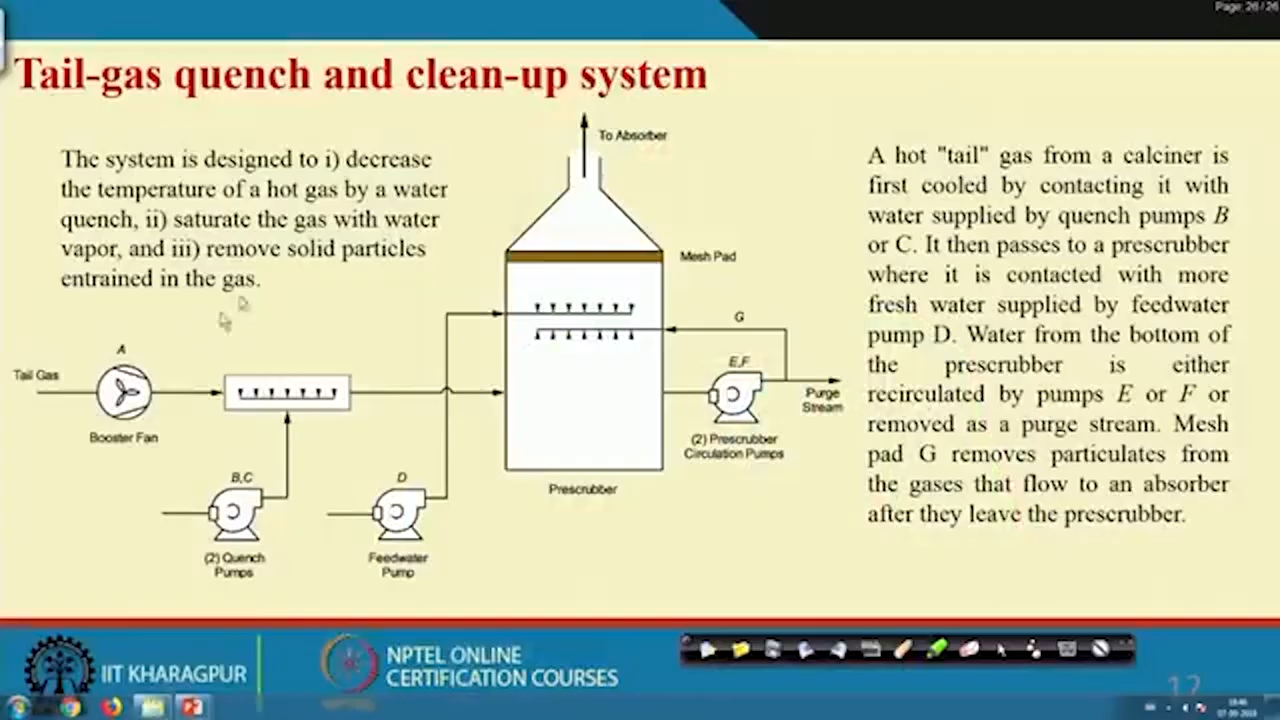 Page: 26 / 26
Tail-gas quench and clean-up system
The system is designed to i) decrease
the temperature of a hot gas by a water
quench, ii) saturate the gas with water
vapor, and iii) remove solid particles
entrained in the gas.
To Absorber
Mesh Pad
G
A
Tail Gas
Booster Fan
B,C
(2) Quench
Pumps
D
Feedwater
Pump
Prescrubber
E,F
(2) Prescrubber
Circulation Pumps
Purge
Stream
A hot "tail" gas from a calciner is
first cooled by contacting it with
water supplied by quench pumps B
or C. It then passes to a prescrubber
where it is contacted with more
fresh water supplied by feedwater
pump D. Water from the bottom of
the prescrubber is either
recirculated by pumps E or F or
removed as a purge stream. Mesh
pad G removes particulates from
the gases that flow to an absorber
after they leave the prescrubber.
IIT KHARAGPUR
NPTEL ONLINE
CERTIFICATION COURSES